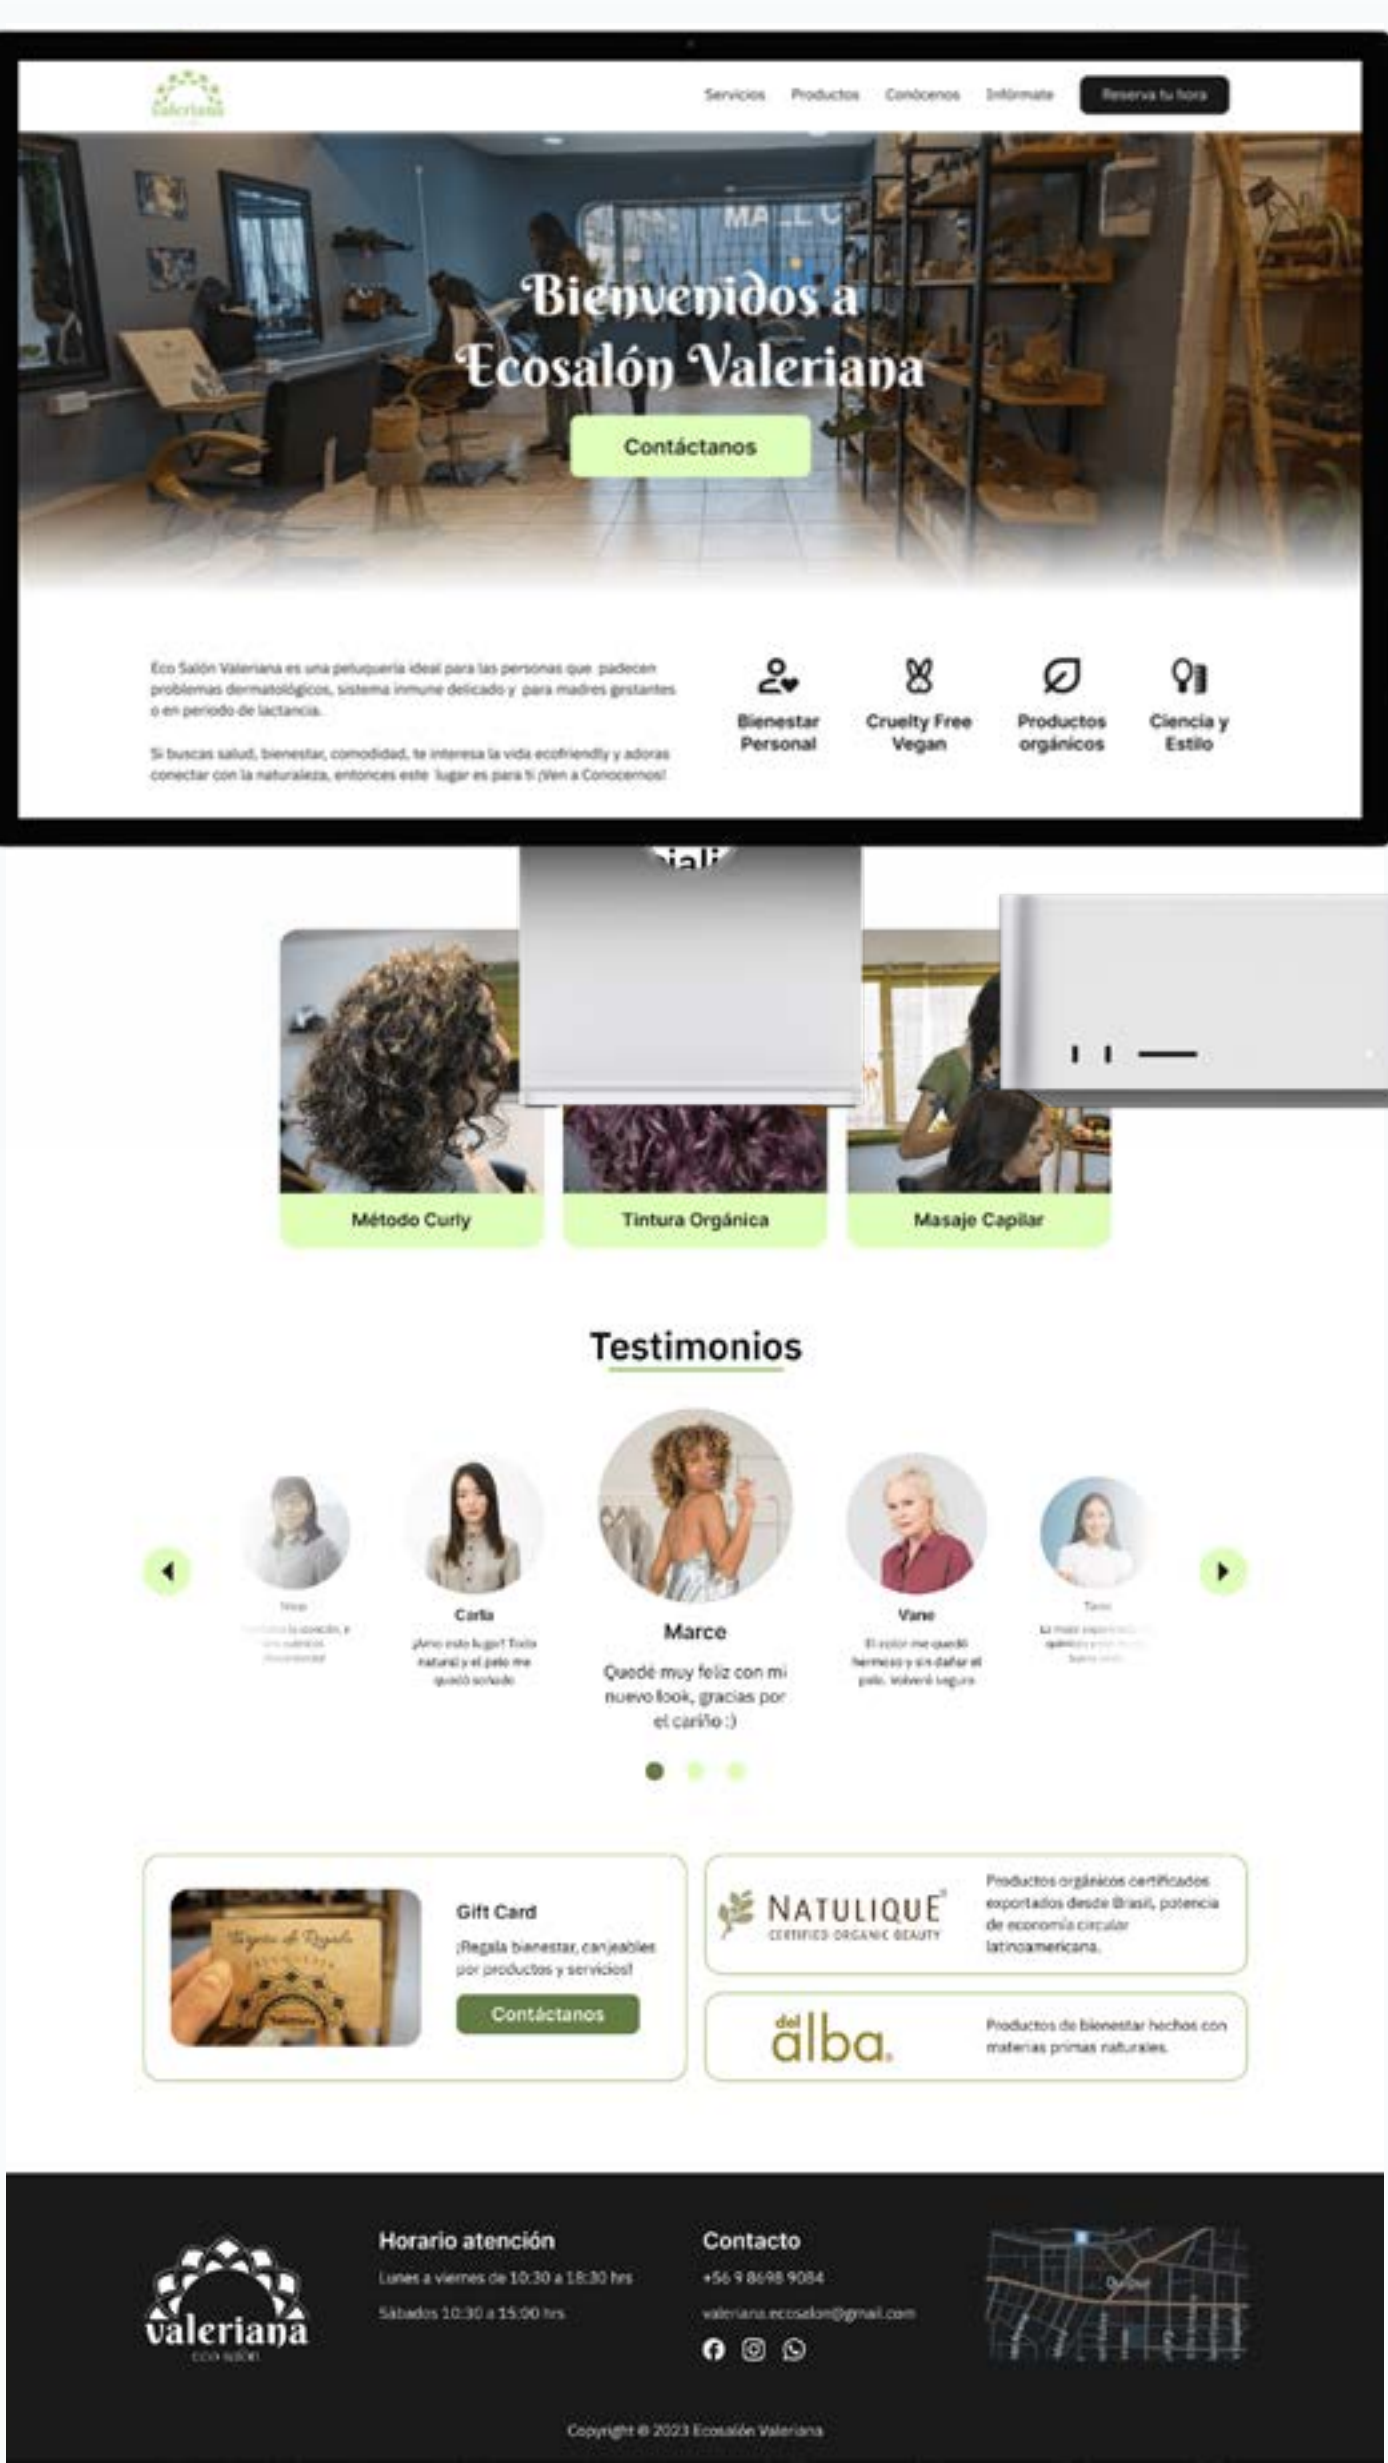 valeriana
Servicios Productos Conócenos Infórmate Reserva tu hora
MALL C
Bienvenidos a
Ecosalón Valeriana
Contáctanos
Eco Salón Valeriana es una peluquería ideal para las personas que padecen
problemas dermatológicos, sistema inmune delicado y para madres gestantes
o en periodo de lactancia.
Si buscas salud, bienestar, comodidad, te interesa la vida ecofriendly y adoras
conectar con la naturaleza, entonces este lugar es para ti ¡Ven a Conocernos!
Bienestar
Personal
Cruelty Free
Vegan
Productos
orgánicos
Ciencia y
Estilo
iali
Método Curly
Tintura Orgánica
Masaje Capilar
Testimonios
Carla
¡Amo este lugar! Todo
natural y el pelo me
quedó soñado
Marce
Quedé muy feliz con mi
nuevo look, gracias por
el cariño :)
Vane
El color me quedó
hermoso y sin dañar el
pelo. Volveré seguro
Gift Card
¡Regala bienestar, canjeables
por productos y servicios!
Contáctanos
Tarjeta de Regalo
NATULIQUE
CERTIFIED ORGANIC BEAUTY
Productos orgánicos certificados
exportados desde Brasil, potencia
de economía circular
latinoamericana.
del
alba
Productos de bienestar hechos con
materias primas naturales.
valeriana
eco salón
Horario atención
Lunes a viernes de 10:30 a 18:30 hrs
Sábados 10:30 a 15:00 hrs
Contacto
+56 9 8698 9084
valeriana.ecosalon@gmail.com
Copyright © 2023 Ecosalón Valeriana